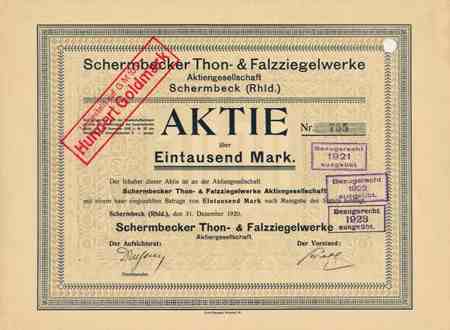 Schermbecker Thon- & Falzziegelwerke
Aktiengesellschaft
Schermbeck (Rhld.)
Hundert Goldmark
AKTIE
Nr. 755
über
Eintausend Mark.
Bezugsrecht
1921
ausgeübt
Der Inhaber dieser Aktie ist an der Aktiengesellschaft
Schermbecker Thon- & Falzziegelwerke Aktiengesellschaft
mit einem baar eingezahlten Betrage von Eintausend Mark nach Massgabe des Statuts
Bezugsrecht
1922
ausgeübt
Schermbeck (Rhld.), den 31. Dezember 1920.
Bezugsrecht
1923
ausgeübt
Schermbecker Thon- & Falzziegelwerke
Aktiengesellschaft.
Der Aufsichtsrat:
Der Vorstand:
Vorsitzender.